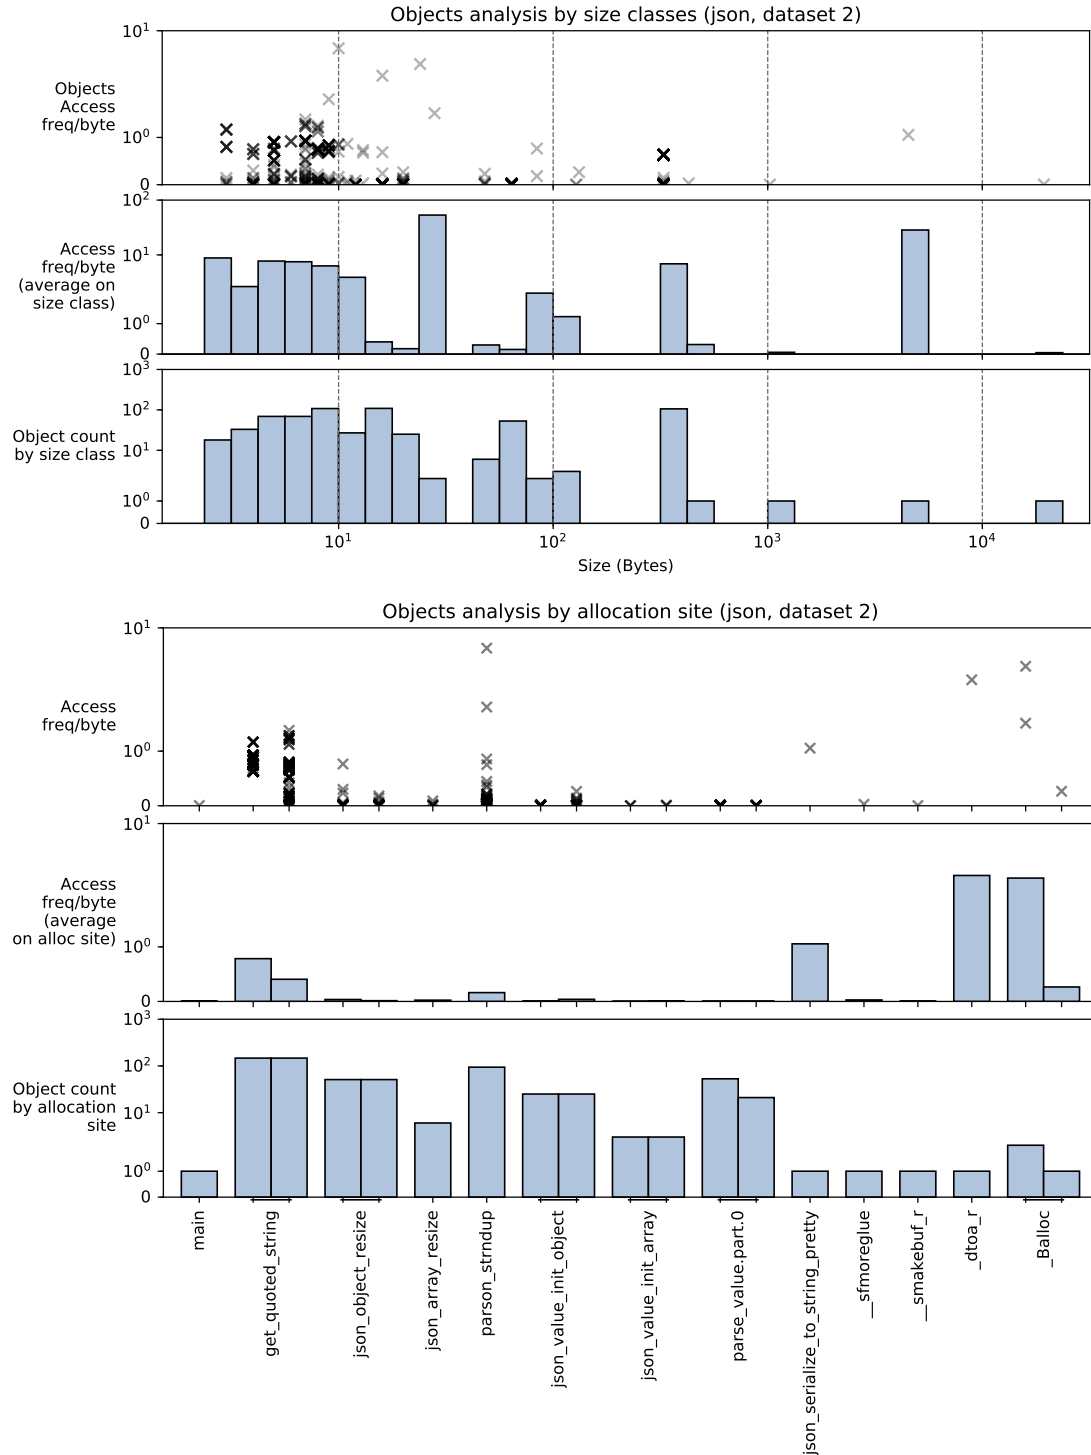 Objects analysis by size classes (json, dataset 2)
10^1
Objects
Access
freq/byte
10^0
0
10^2
Access
freq/byte
(average on
size class)
10^1
10^0
0
10^3
10^2
Object count
by size class
10^1
10^0
0
10^1
10^2
10^3
10^4
Size (Bytes)
Objects analysis by allocation site (json, dataset 2)
10^1
Access
freq/byte
10^0
0
10^1
Access
freq/byte
(average
on alloc site)
10^0
0
10^3
10^2
Object count
by allocation
site
10^1
10^0
0
main
get_quoted_string
json_object_resize
json_array_resize
parson_strndup
json_value_init_object
json_value_init_array
parse_value.part.0
json_serialize_to_string_pretty
__sfmoreglue
__smakebuf_r
_dtoa_r
_Balloc